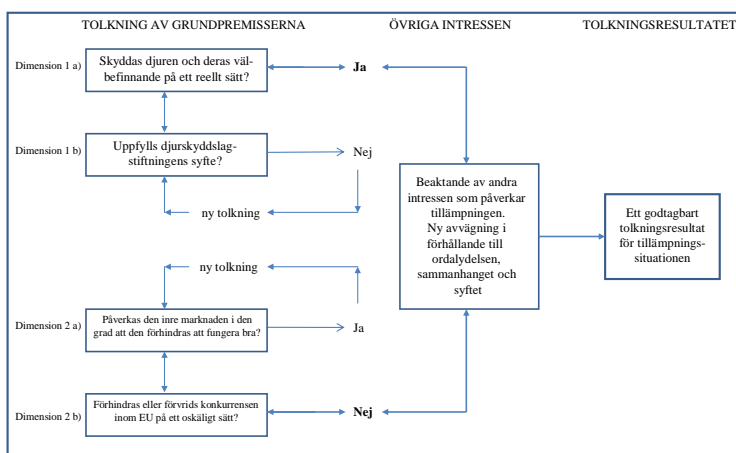 TOLKNING AV GRUNDPREMISSERNA
ÖVRIGA INTRESSEN
TOLKNINGSRESULTATET
Dimension 1 a)
Skyddas djuren och deras väl-
befinnande på ett reellt sätt?
Ja
Dimension 1 b)
Uppfylls djurskyddslag-
stiftningens syfte?
Nej
ny tolkning
Beaktande av andra
intressen som påverkar
tillämpningen.
Ny avvägning i
förhållande till
ordalydelsen,
sammanhanget och
syftet
Ett godtagbart
tolkningsresultat
för tillämpnings-
situationen
ny tolkning
Dimension 2 a)
Påverkas den inre marknaden i den
grad att den förhindras att fungera bra?
Ja
Dimension 2 b)
Förhindras eller förvrids konkurrensen
inom EU på ett oskäligt sätt?
Nej